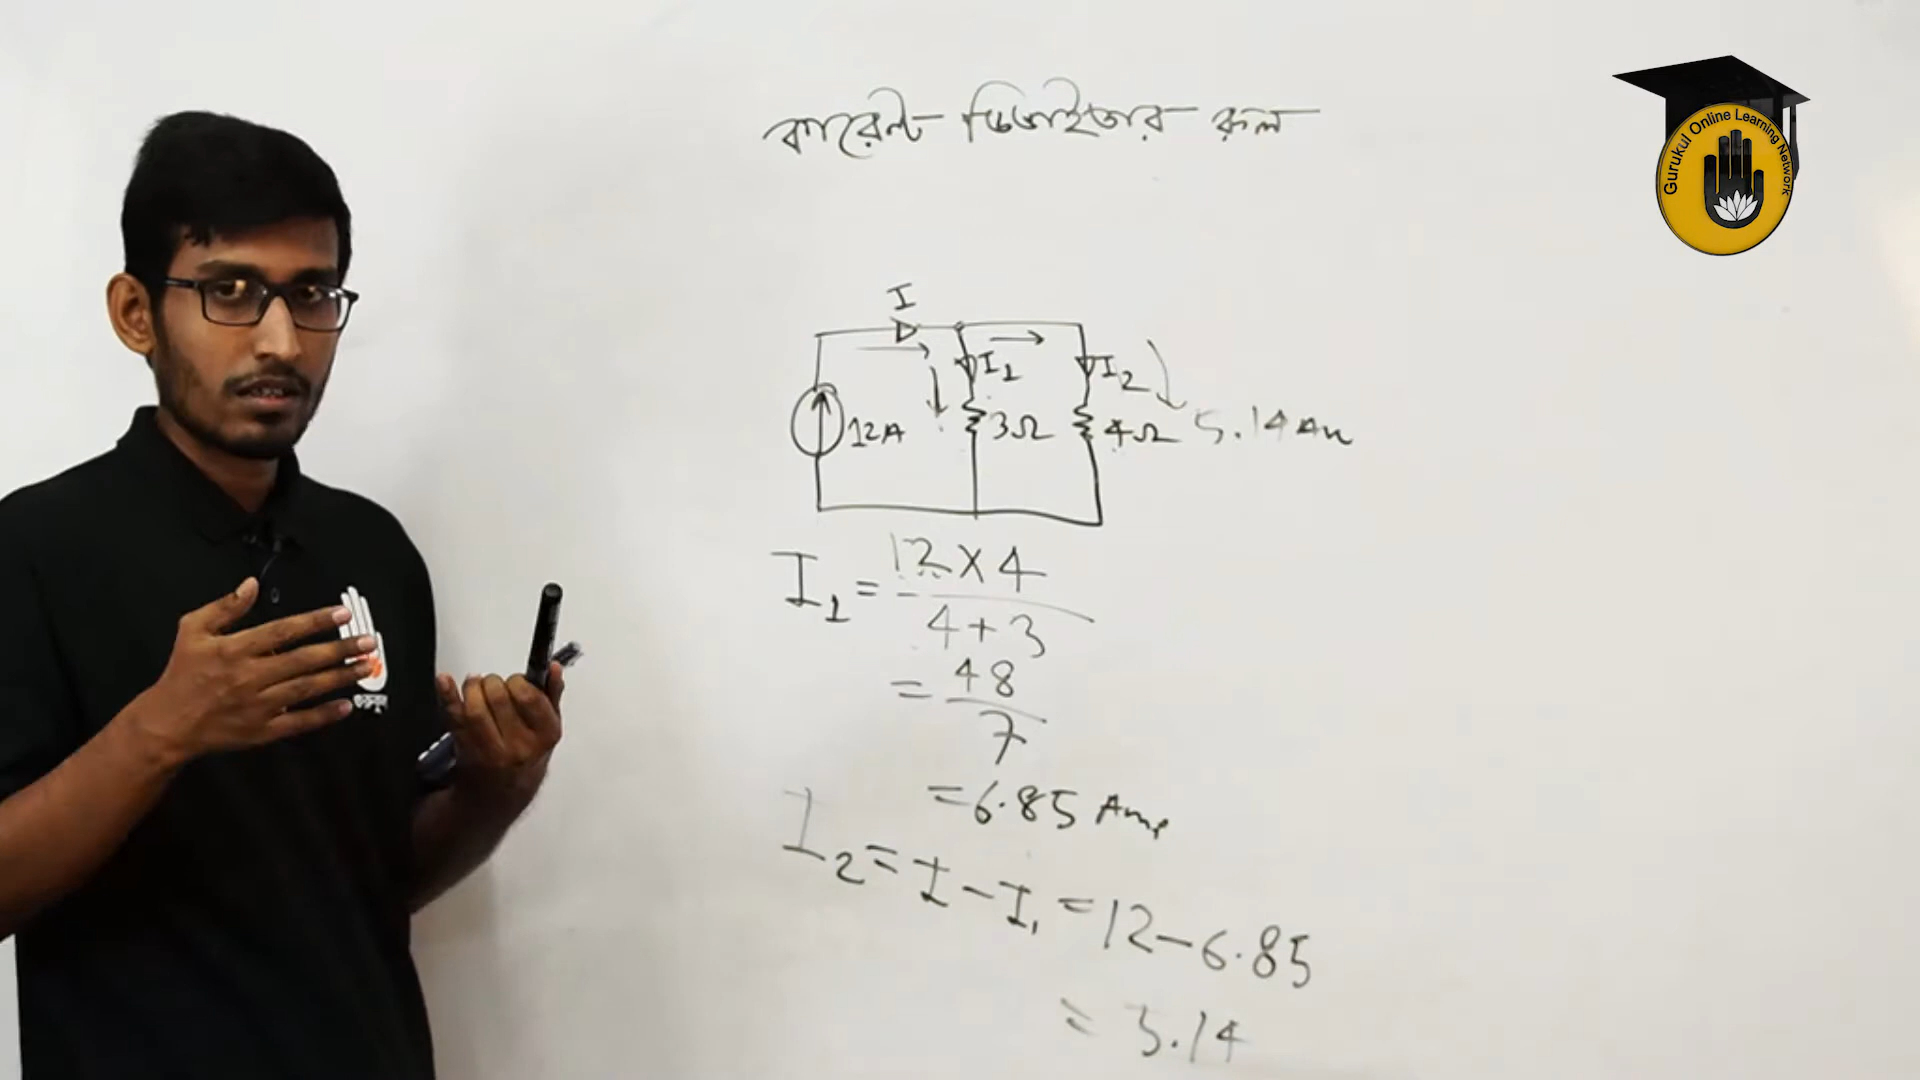 কারেন্ট ডিভাইডার রুল
Gurukul Online Learning Network
I
I1
I2
12A
3Ω
4Ω
5.14 Am
I1 = 12 × 4
4 + 3
= 48
7
= 6.85 Amp
I2 = I - I1 = 12 - 6.85
= 5.14